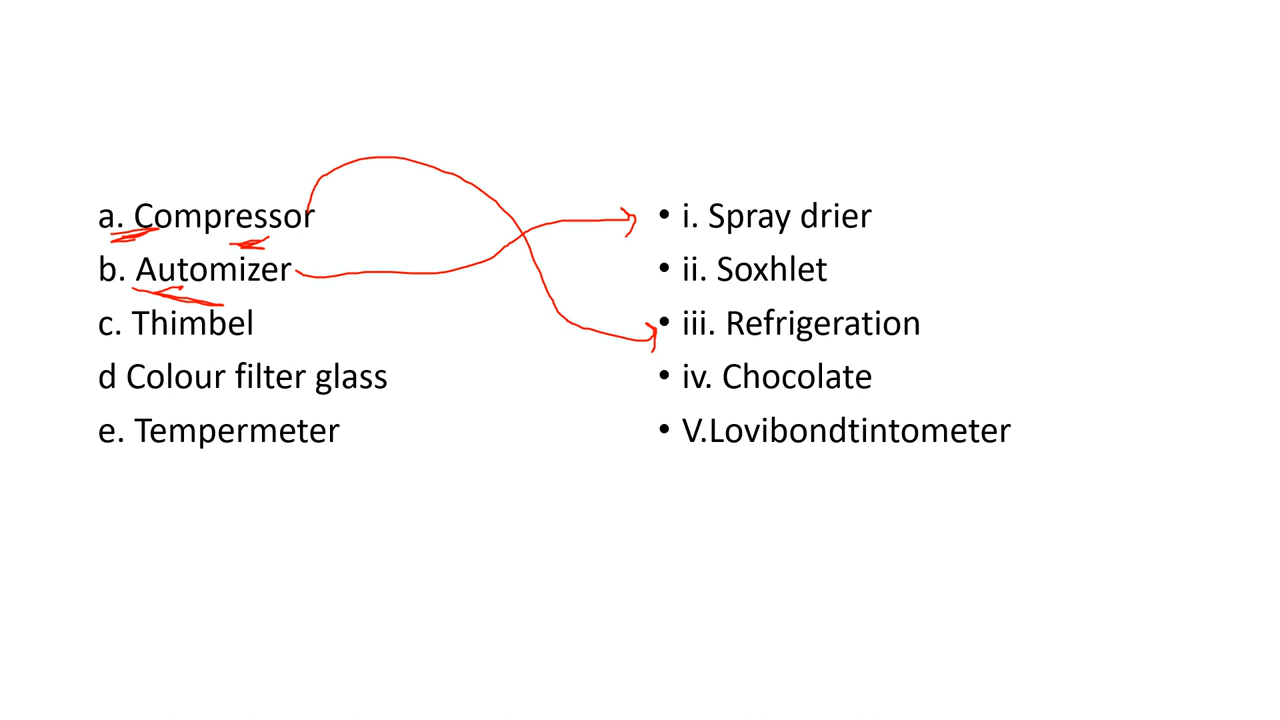 a. Compressor
b. Automizer
c. Thimbel
d Colour filter glass
e. Tempermeter
• i. Spray drier
• ii. Soxhlet
• iii. Refrigeration
• iv. Chocolate
• V.Lovibondtintometer